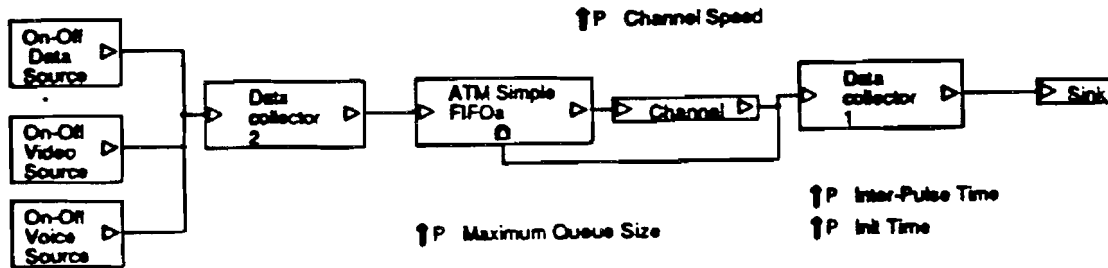 ⇑P Channel Speed
On-Off
Data
Source
Data
collector
2
ATM Simple
FIFOa
Channel
Data
collector
1
Sink
On-Off
Video
Source
⇑P Inter-Pulse Time
On-Off
Voice
Source
⇑P Maximum Queue Size
⇑P Init Time